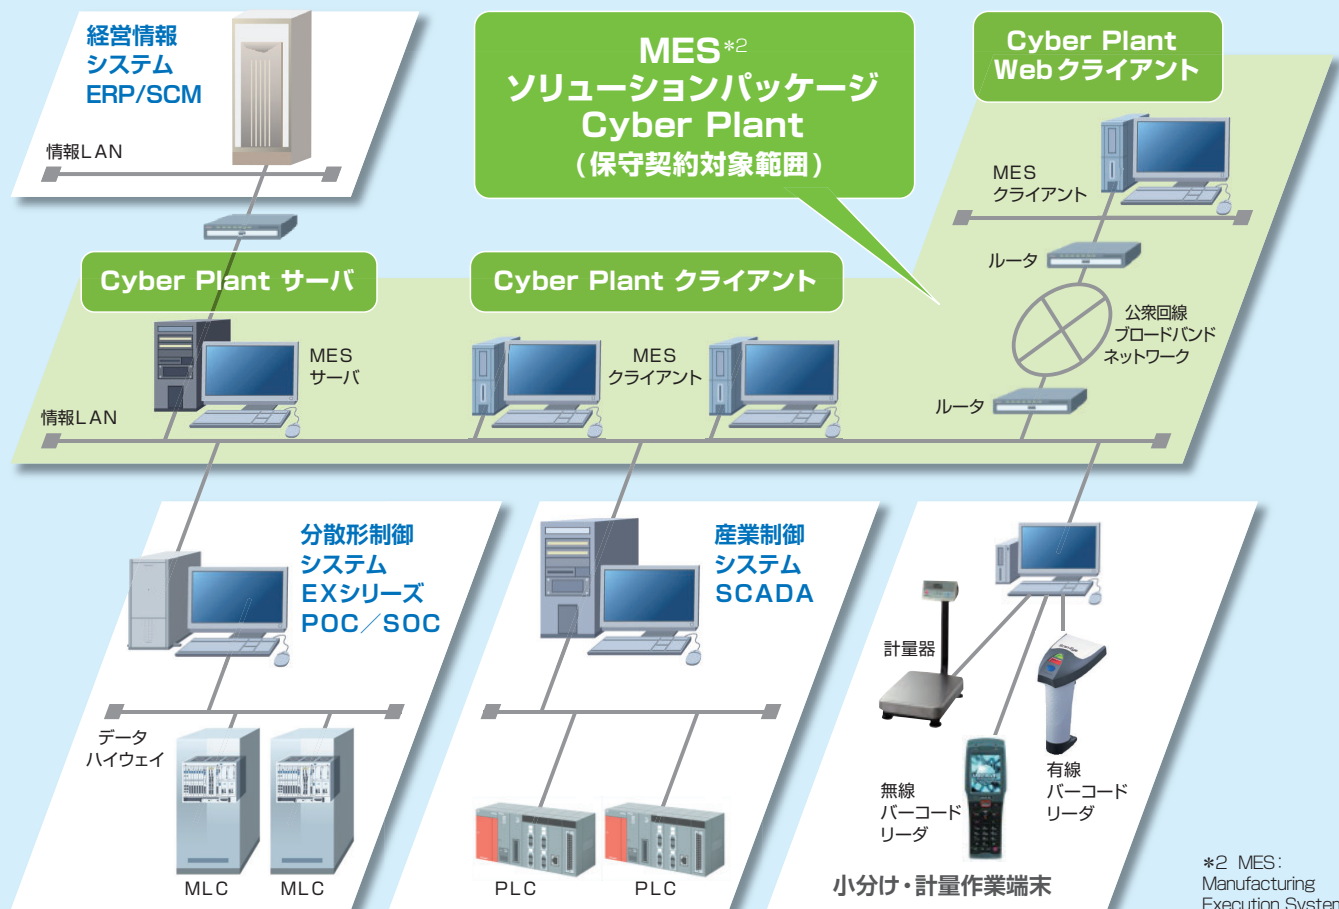 経営情報
システム
ERP/SCM
情報LAN
MES*2
ソリューションパッケージ
Cyber Plant
(保守契約対象範囲)
Cyber Plant
Webクライアント
MES
クライアント
ルータ
公衆回線
ブロードバンド
ネットワーク
ルータ
Cyber Plant サーバ
Cyber Plant クライアント
MES
サーバ
MES
クライアント
情報LAN
分散形制御
システム
EXシリーズ
POC／SOC
データ
ハイウェイ
MLC
MLC
産業制御
システム
SCADA
PLC
PLC
計量器
無線
バーコード
リーダ
有線
バーコード
リーダ
小分け・計量作業端末
*2 MES:
Manufacturing
Execution System